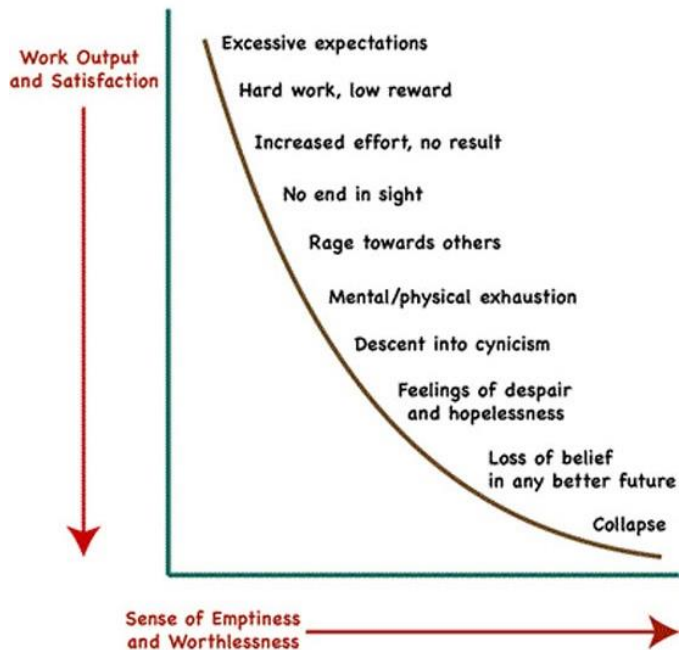 Work Output
and Satisfaction
Excessive expectations
Hard work, low reward
Increased effort, no result
No end in sight
Rage towards others
Mental/physical exhaustion
Descent into cynicism
Feelings of despair
and hopelessness
Loss of belief
in any better future
Collapse
Sense of Emptiness
and Worthlessness